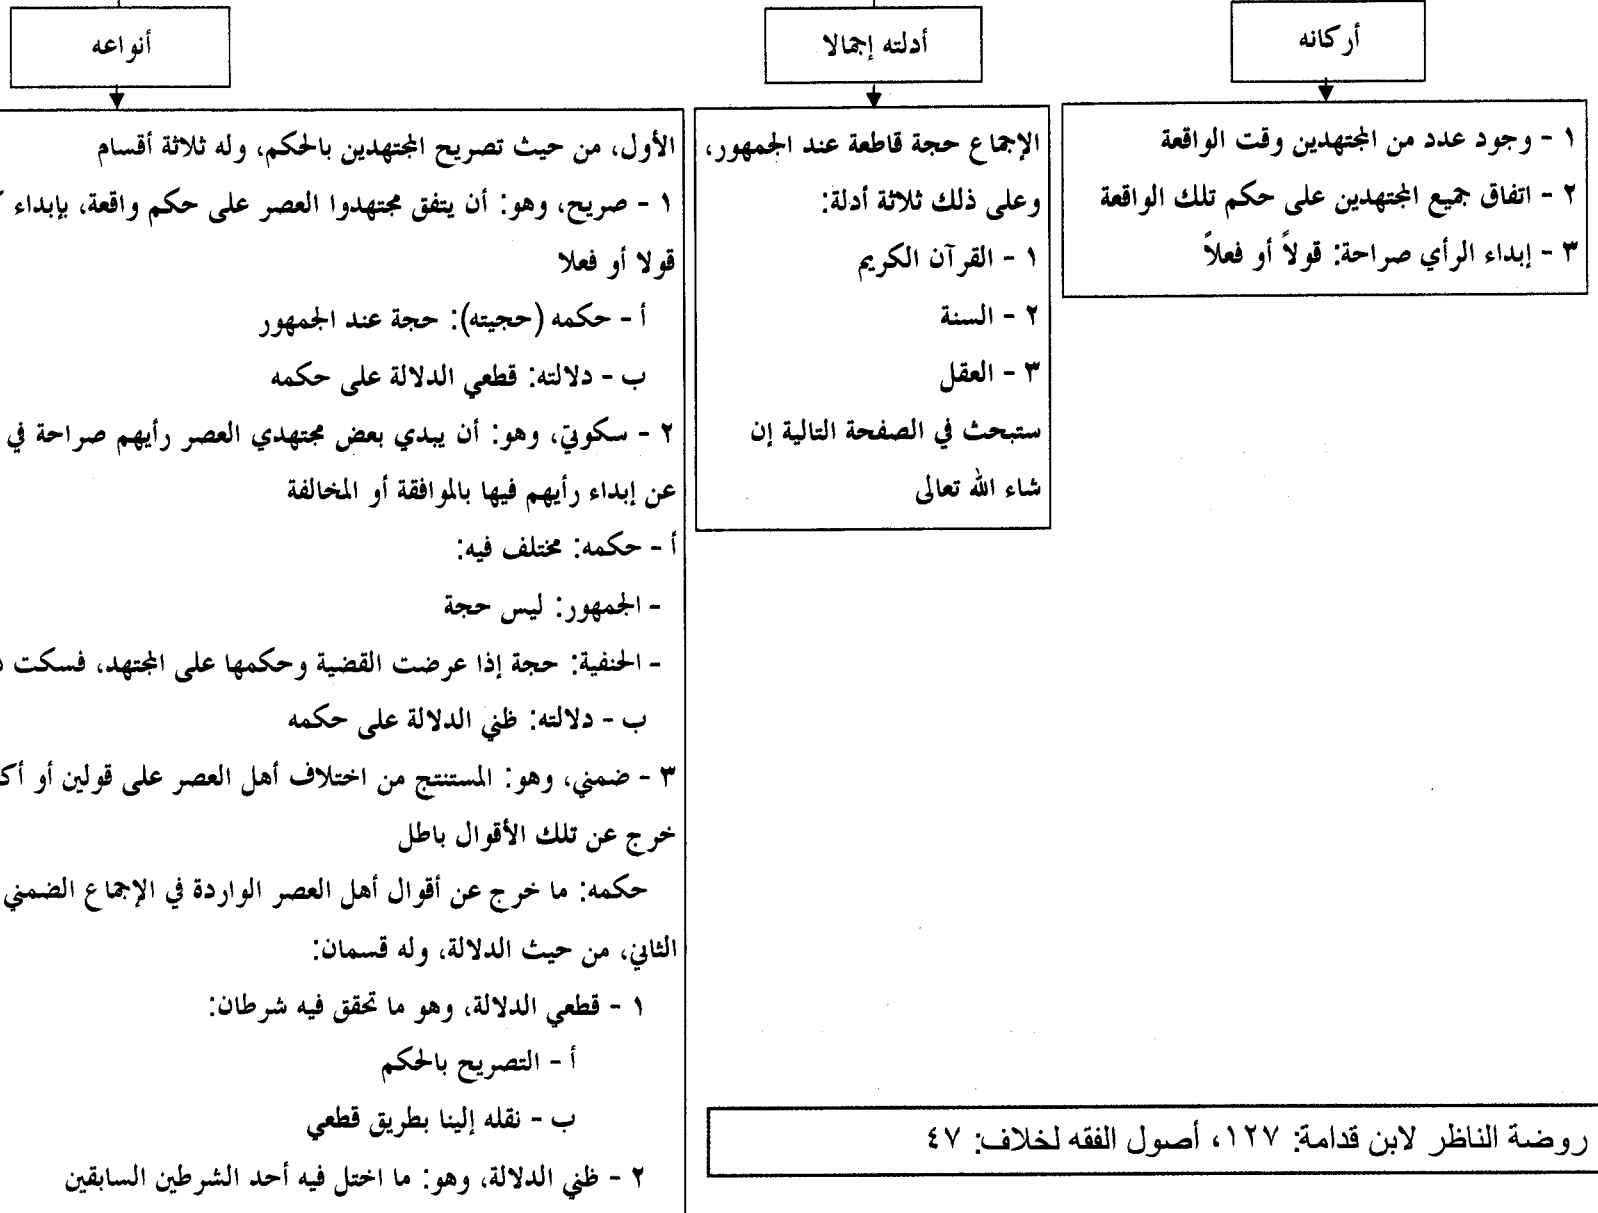 أركانه
١ - وجود عدد من المجتهدين وقت الواقعة
٢ - اتفاق جميع المجتهدين على حكم تلك الواقعة
٣ - إبداء الرأي صراحة: قولاً أو فعلاً
أدلته إجمالا
الإجماع حجة قاطعة عند الجمهور،
وعلى ذلك ثلاثة أدلة:
١ - القرآن الكريم
٢ - السنة
٣ - العقل
ستبحث في الصفحة التالية إن
شاء الله تعالى
أنواعه
الأول، من حيث تصريح المجتهدين بالحكم، وله ثلاثة أقسام
١ - صريح، وهو: أن يتفق مجتهدوا العصر على حكم واقعة، بإبداء
قولا أو فعلا
أ - حكمه (حجيته): حجة عند الجمهور
ب - دلالته: قطعي الدلالة على حكمه
٢ - سكوتي، وهو: أن يبدي بعض مجتهدي العصر رأيهم صراحة في
عن إبداء رأيهم فيها بالموافقة أو المخالفة
أ - حكمه: مختلف فيه:
- الجمهور: ليس حجة
- الحنفية: حجة إذا عرضت القضية وحكمها على المجتهد، فسكت
ب - دلالته: ظني الدلالة على حكمه
٣ - ضمني، وهو: المستنتج من اختلاف أهل العصر على قولين أو
خرج عن تلك الأقوال باطل
حكمه: ما خرج عن أقوال أهل العصر الواردة في الإجماع الضمني
الثاني، من حيث الدلالة، وله قسمان:
١ - قطعي الدلالة، وهو ما تحقق فيه شرطان:
أ - التصريح بالحكم
ب - نقله إلينا بطريق قطعي
٢ - ظني الدلالة، وهو: ما اختل فيه أحد الشرطين السابقين
روضة الناظر لابن قدامة: ١٢٧، أصول الفقه لخلاف: ٤٧